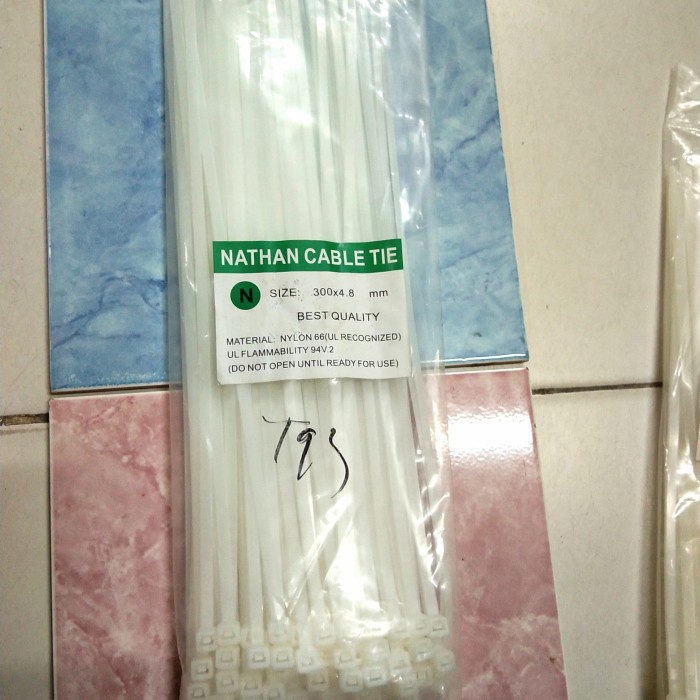 NATHAN CABLE TIE
N SIZE: 300x4.8 mm
BEST QUALITY
MATERIAL: NYLON 66(UL RECOGNIZED)
UL FLAMMABILITY 94V.2
(DO NOT OPEN UNTIL READY FOR USE)